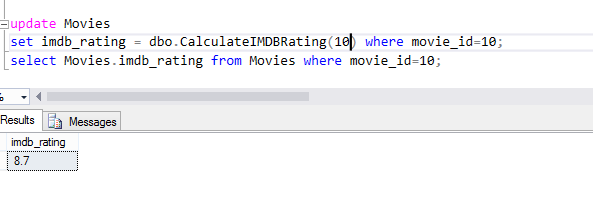 update Movies
set imdb_rating = dbo.CalculateIMDBRating(10) where movie_id=10;
select Movies.imdb_rating from Movies where movie_id=10;
%
Results Messages
imdb_rating
8.7